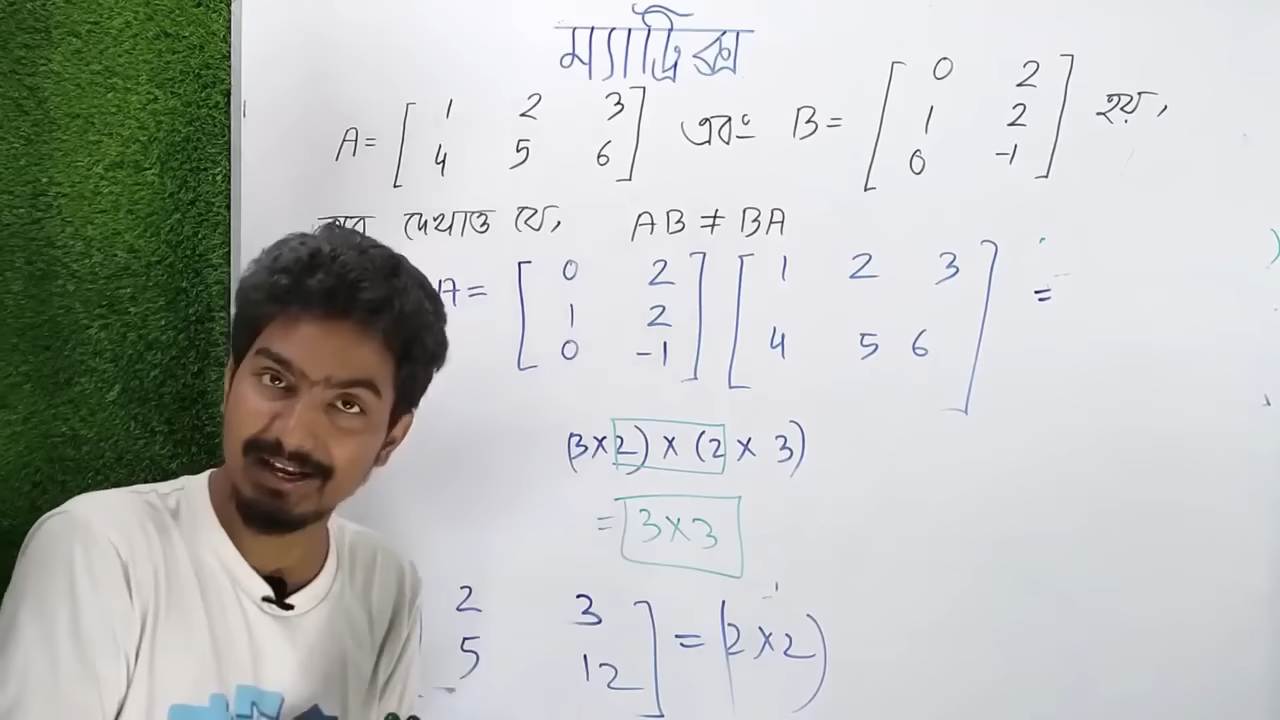 ম্যাট্রিক্স
A = [ 1 2 3 এবং B = [ 0 2 হয়,
4 5 6 ] 1 2
0 -1 ]
দেখাও যে, AB ≠ BA
A = [ 0 2 ] [ 1 2 3 ] =
1 2
0 -1 4 5 6
(3×2) × (2 × 3)
= 3×3
2 3
5 12 ] = (2×2)